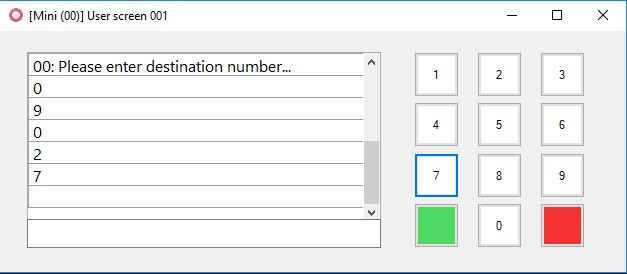 [Mini (00)] User screen 001
00: Please enter destination number...
0
9
0
2
7
1 2 3
4 5 6
7 8 9
0